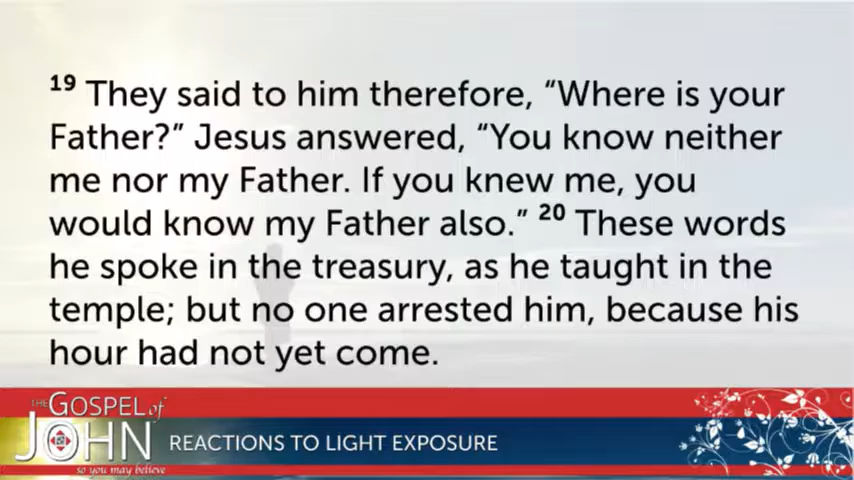 ¹⁹ They said to him therefore, “Where is your
Father?” Jesus answered, “You know neither
me nor my Father. If you knew me, you
would know my Father also.” ²⁰ These words
he spoke in the treasury, as he taught in the
temple; but no one arrested him, because his
hour had not yet come.
THE GOSPEL of
JOHN
so you may believe
REACTIONS TO LIGHT EXPOSURE